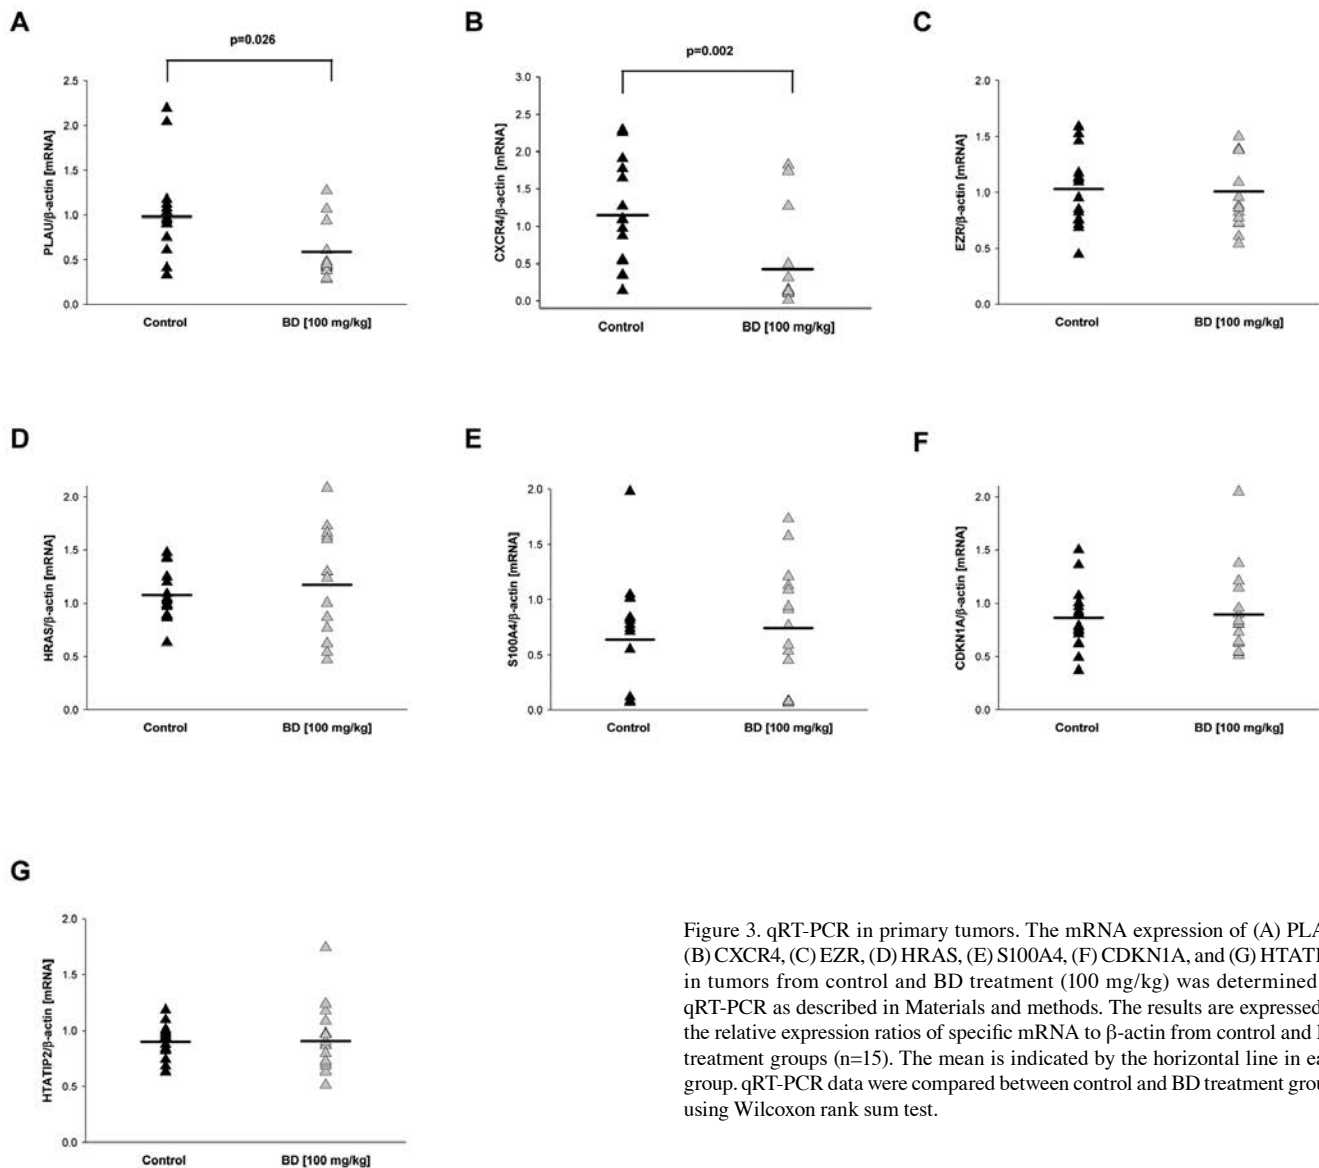 A
p=0.026
2.5
2.0
1.5
1.0
0.5
0.0
PLAU/β-actin [mRNA]
Control
BD [100 mg/kg]
B
p=0.002
3.0
2.5
2.0
1.5
1.0
0.5
0.0
CXCR4/β-actin [mRNA]
Control
BD [100 mg/kg]
C
2.0
1.5
1.0
0.5
0.0
EZR/β-actin [mRNA]
Control
BD [100 mg/kg]
D
2.0
1.5
1.0
0.5
0.0
HRAS/β-actin [mRNA]
Control
BD [100 mg/kg]
E
2.0
1.5
1.0
0.5
0.0
S100A4/β-actin [mRNA]
Control
BD [100 mg/kg]
F
2.0
1.5
1.0
0.5
0.0
CDKN1A/β-actin [mRNA]
Control
BD [100 mg/kg]
G
2.0
1.5
1.0
0.5
0.0
HTATIP2/β-actin [mRNA]
Control
BD [100 mg/kg]
Figure 3. qRT-PCR in primary tumors. The mRNA expression of (A)
(B) CXCR4, (C) EZR, (D) HRAS, (E) S100A4, (F) CDKN1A, and (G)
in tumors from control and BD treatment (100 mg/kg) was determined
qRT-PCR as described in Materials and methods. The results are expressed
the relative expression ratios of specific mRNA to β-actin from control and
treatment groups (n=15). The mean is indicated by the horizontal line in
group. qRT-PCR data were compared between control and BD treatment
using Wilcoxon rank sum test.